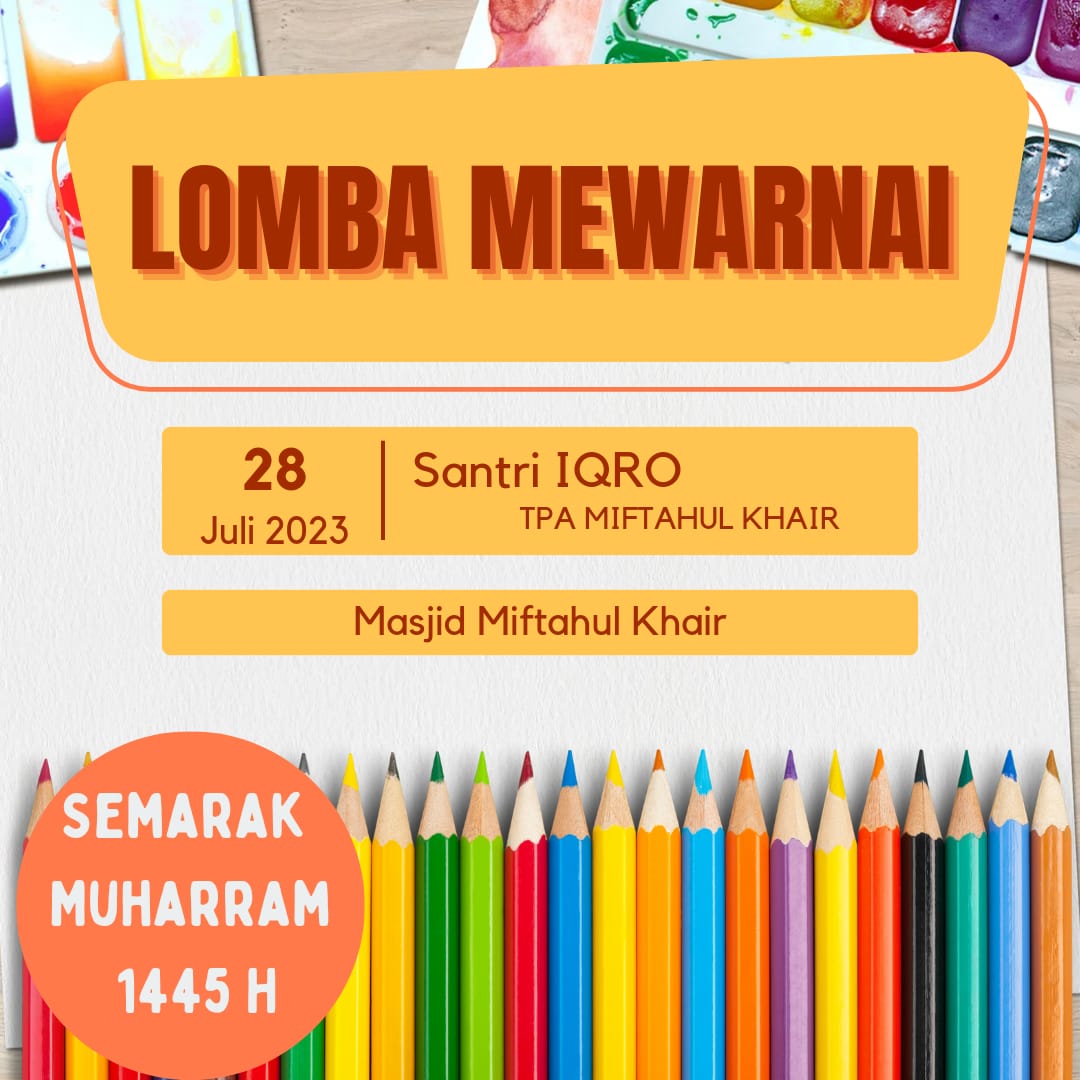 LOMBA MEWARNAI
28
Juli 2023
Santri IQRO
TPA MIFTAHUL KHAIR
Masjid Miftahul Khair
SEMARAK
MUHARRAM
1445 H